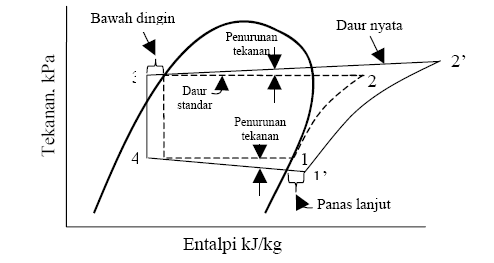 Bawah dingin
Daur nyata
Penurunan
tekanan
2'
3
2
Daur
standar
Penurunan
tekanan
4
1
1'
Panas lanjut
Tekanan. kPa
Entalpi kJ/kg